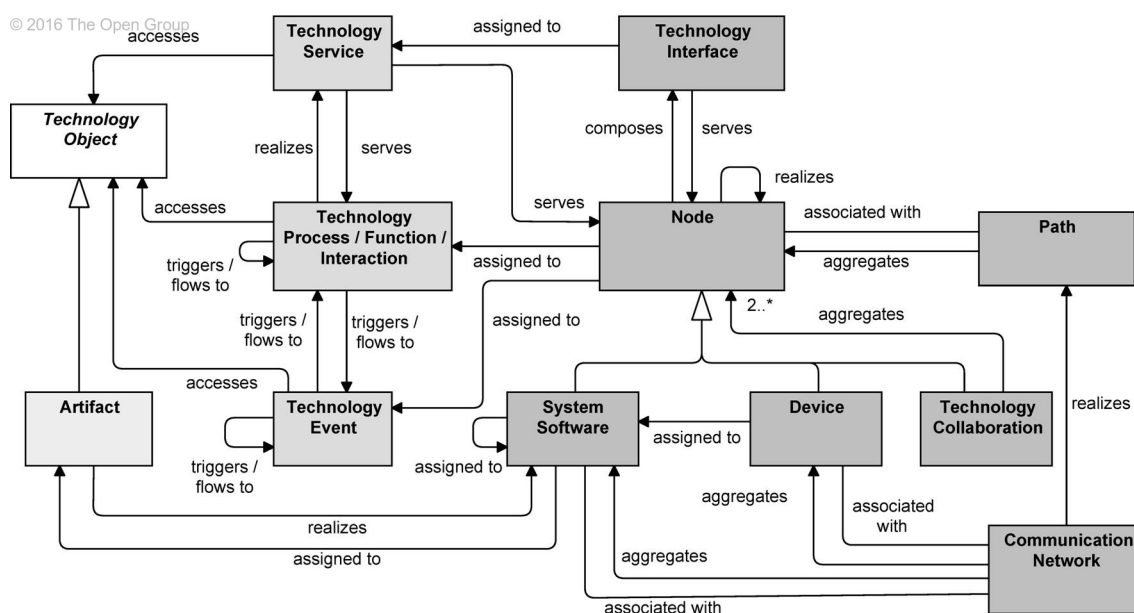 © 2016 The Open Group
Technology
Service
assigned to
Technology
Interface
accesses
Technology
Object
realizes
serves
composes
serves
realizes
accesses
Technology
Process / Function /
Interaction
serves
Node
associated with
Path
aggregates
triggers /
flows to
assigned to
2..*
triggers /
flows to
triggers /
flows to
assigned to
aggregates
accesses
Artifact
Technology
Event
System
Software
Device
Technology
Collaboration
realizes
assigned to
triggers /
flows to
assigned to
aggregates
associated
with
realizes
assigned to
aggregates
Communication
Network
associated with